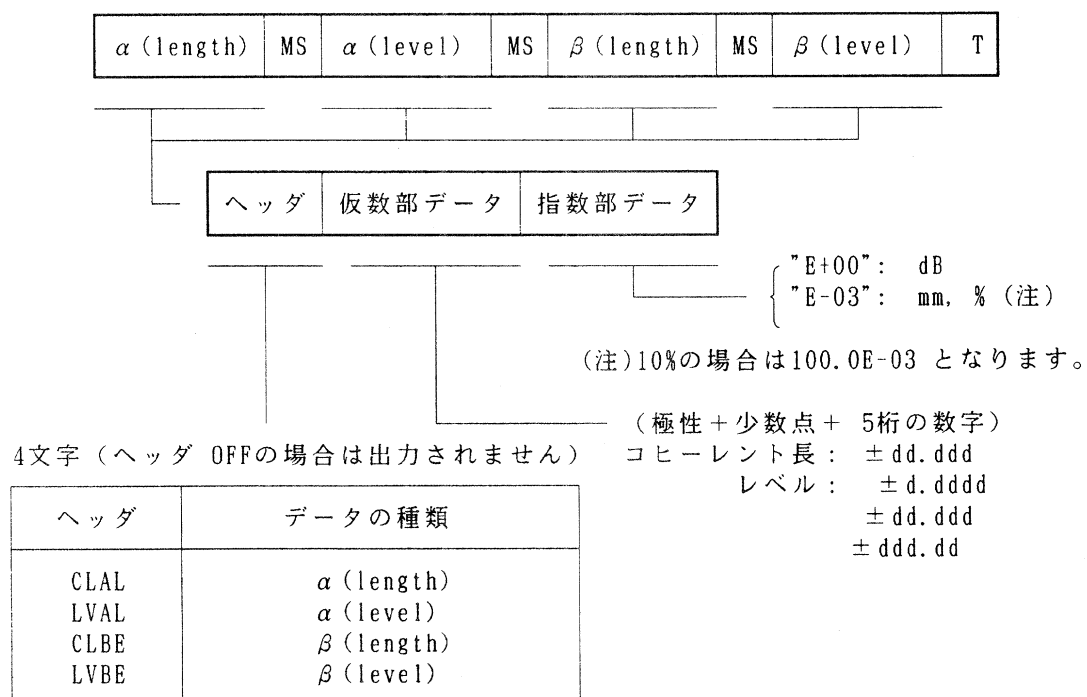 α(length) MS α(level) MS β(length) MS β(level) T
ヘッダ 仮数部データ 指数部データ
"E+00": dB
"E-03": mm, % (注)
(注)10%の場合は100.0E-03 となります。
(極性+少数点+ 5桁の数字)
4文字(ヘッダ OFFの場合は出力されません)
コヒーレント長: ±dd.ddd
レベル: ±d.dddd
±dd.ddd
±ddd.dd
ヘッダ データの種類
CLAL α(length)
LVAL α(level)
CLBE β(length)
LVBE β(level)